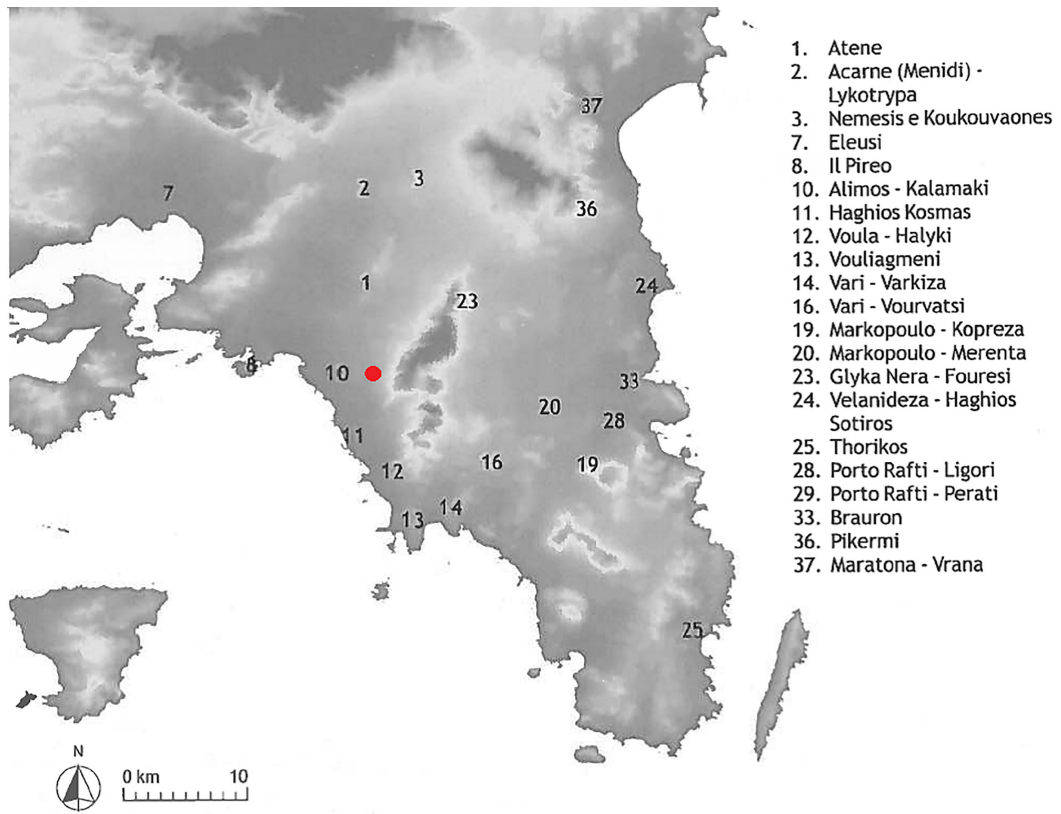 37
3
2
7
36
1
24
23
8
10
33
20
28
11
16
19
12
14
13
25
N
0 km 10
1. Atene
2. Acarne (Menidi) -
Lykotrypa
3. Nemesis e Koukouvaones
7. Eleusi
8. Il Pireo
10. Alimos - Kalamaki
11. Haghios Kosmas
12. Voula - Halyki
13. Vouliagmeni
14. Vari - Varkiza
16. Vari - Vourvatsi
19. Markopoulo - Kopreza
20. Markopoulo - Merenta
23. Glyka Nera - Fouresi
24. Velanideza - Haghios
Sotiros
25. Thorikos
28. Porto Rafti - Ligori
29. Porto Rafti - Perati
33. Brauron
36. Pikermi
37. Maratona - Vrana